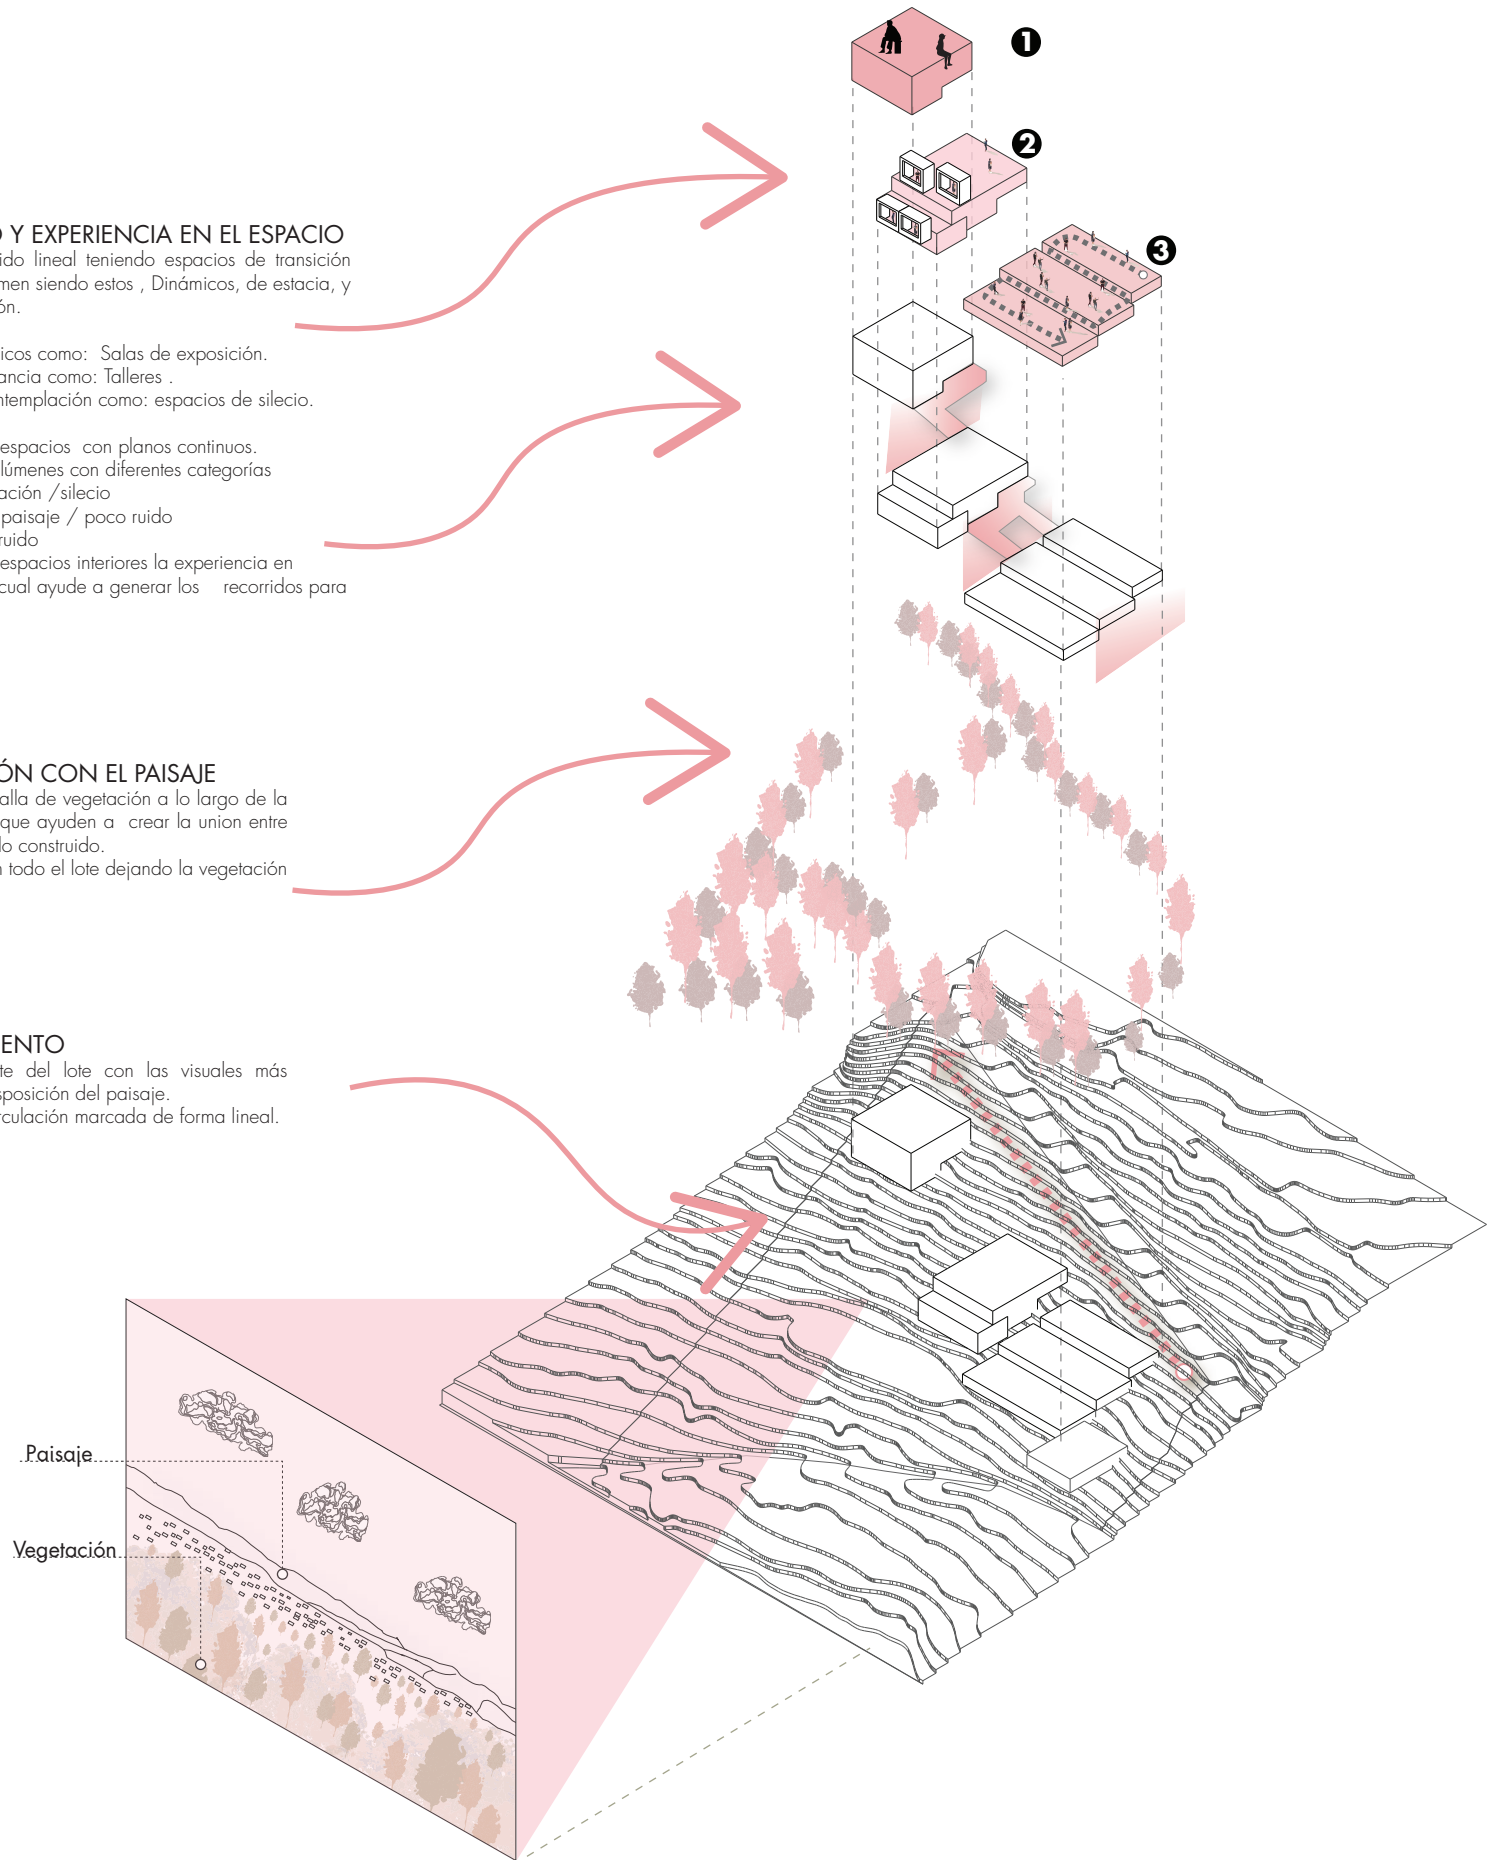 ❶
❷
❸
O Y EXPERIENCIA EN EL ESPACIO
ido lineal teniendo espacios de transición
men siendo estos , Dinámicos, de estacia, y
ón.
icos como: Salas de exposición.
ancia como: Talleres .
ntemplación como: espacios de silecio.
espacios con planos continuos.
lúmenes con diferentes categorías
ación /silecio
paisaje / poco ruido
ruido
espacios interiores la experiencia en
cual ayude a generar los recorridos para
ÓN CON EL PAISAJE
alla de vegetación a lo largo de la
que ayuden a crear la union entre
lo construido.
n todo el lote dejando la vegetación
ENTO
te del lote con las visuales más
sposición del paisaje.
rculación marcada de forma lineal.
Paisaje
Vegetación